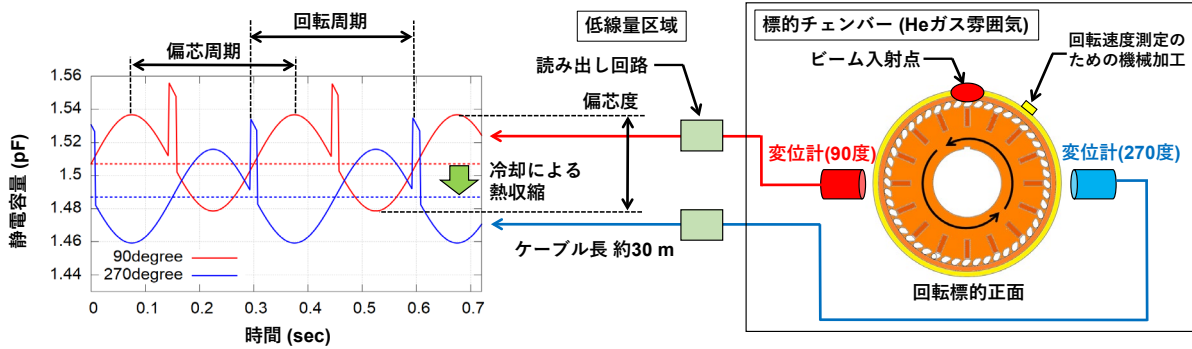 回転周期
偏芯周期
1.56
1.54
1.52
1.5
1.48
1.46
1.44
静電容量 (pF)
90degree
270degree
0
0.1
0.2
0.3
0.4
0.5
0.6
0.7
時間 (sec)
偏芯度
冷却による
熱収縮
低線量区域
読み出し回路
ケーブル長 約30 m
標的チェンバー (Heガス雰囲気)
ビーム入射点
回転速度測定の
ための機械加工
変位計(90度)
変位計(270度)
回転標的正面